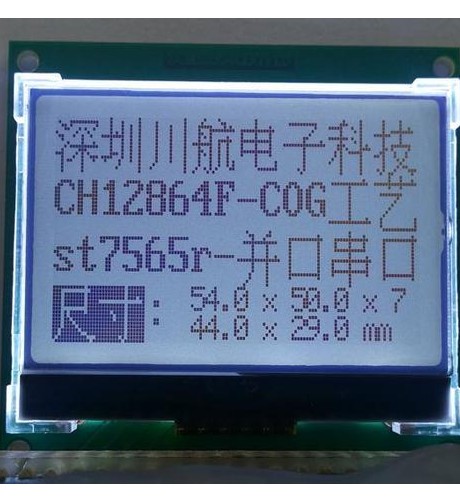 深圳川航电子科技
CH12864F-COG工艺
st7565r-并口串口
尺寸: 54.0 x 50.0 x 7
44.0 x 29.0 mm